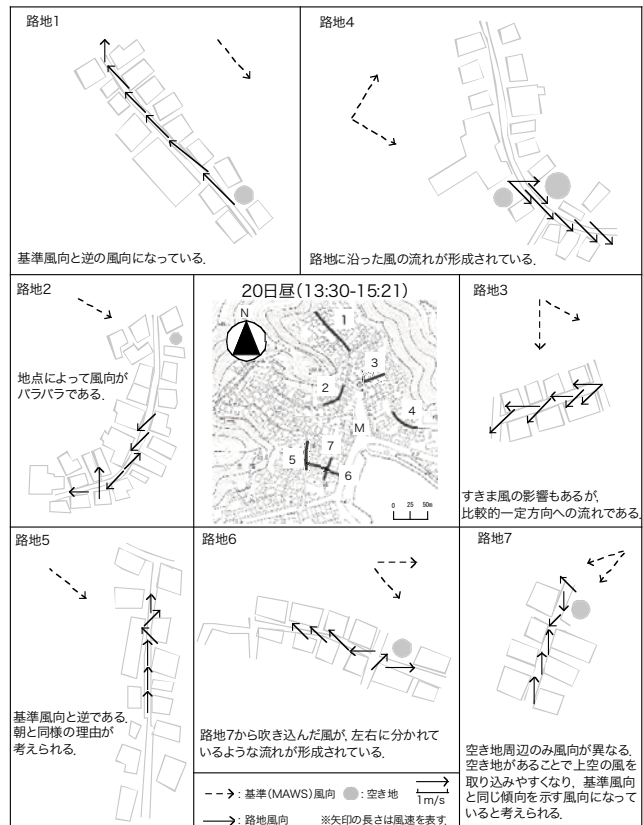 路地1
基準風向と逆の風向になっている.
路地4
路地に沿った風の流れが形成されている.
路地2
地点によって風向が
バラバラである.
20日昼(13:30-15:21)
N
1
3
2
4
M
7
5
6
0 25 50m
路地3
すきま風の影響もあるが,
比較的一定方向への流れである.
路地5
基準風向と逆である.
朝と同様の理由が
考えられる.
路地6
路地7から吹き込んだ風が, 左右に分かれて
いるような流れが形成されている.
路地7
空き地周辺のみ風向が異なる.
空き地があることで上空の風を
取り込みやすくなり, 基準風向
と同じ傾向を示す風向になって
いると考えられる.
:基準(MAWS)風向 :空き地
1m/s
:路地風向 ※矢印の長さは風速を表す.